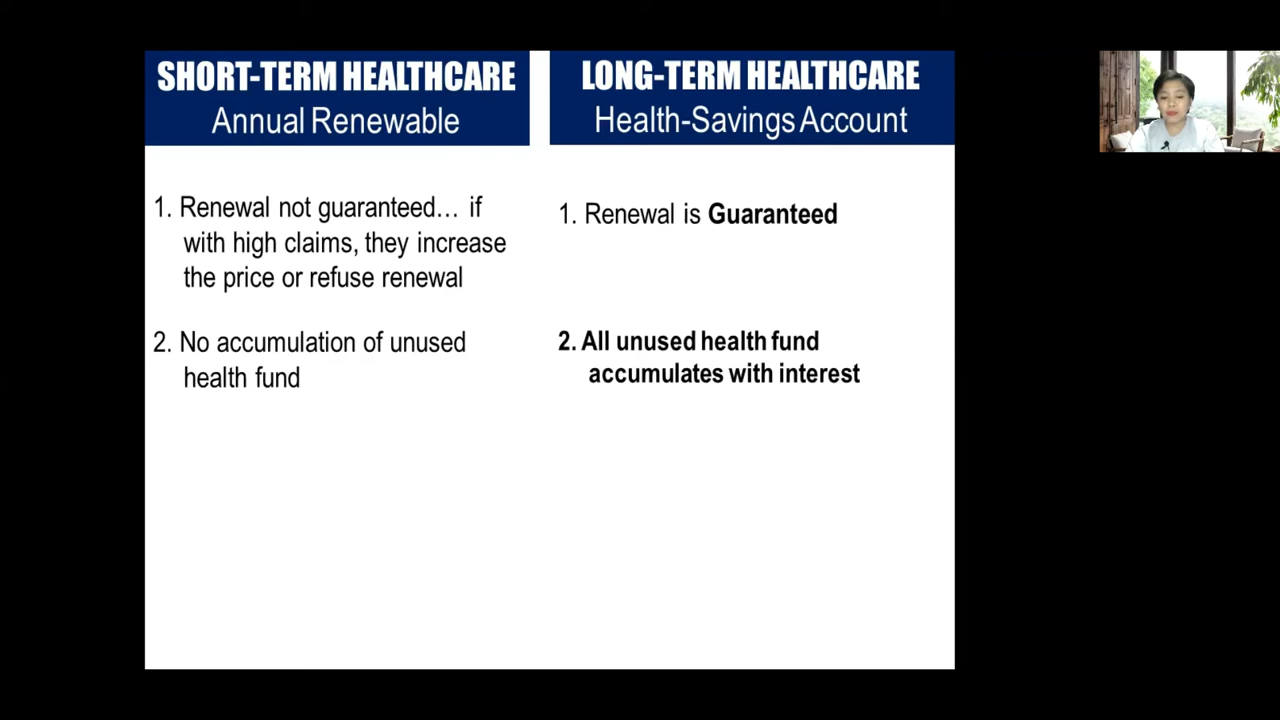 SHORT-TERM HEALTHCARE
Annual Renewable
1. Renewal not guaranteed… if
with high claims, they increase
the price or refuse renewal
2. No accumulation of unused
health fund
LONG-TERM HEALTHCARE
Health-Savings Account
1. Renewal is Guaranteed
2. All unused health fund
accumulates with interest